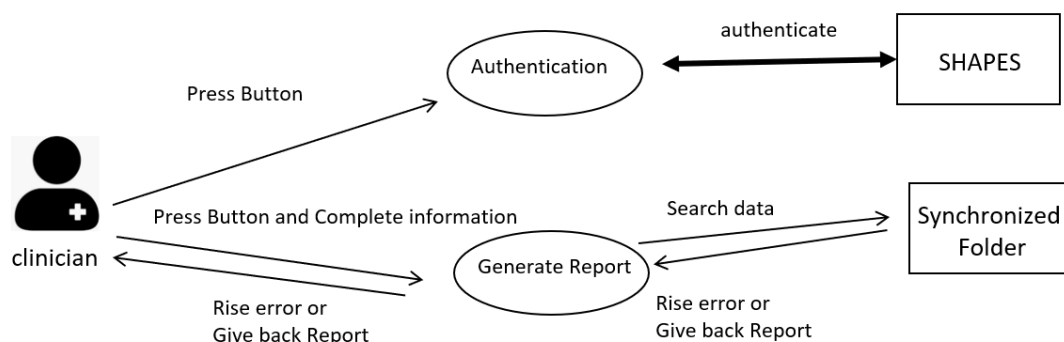 authenticate
Authentication
SHAPES
Press Button
Press Button and Complete information
Search data
Synchronized
Folder
clinician
Generate Report
Rise error or
Give back Report
Rise error or
Give back Report